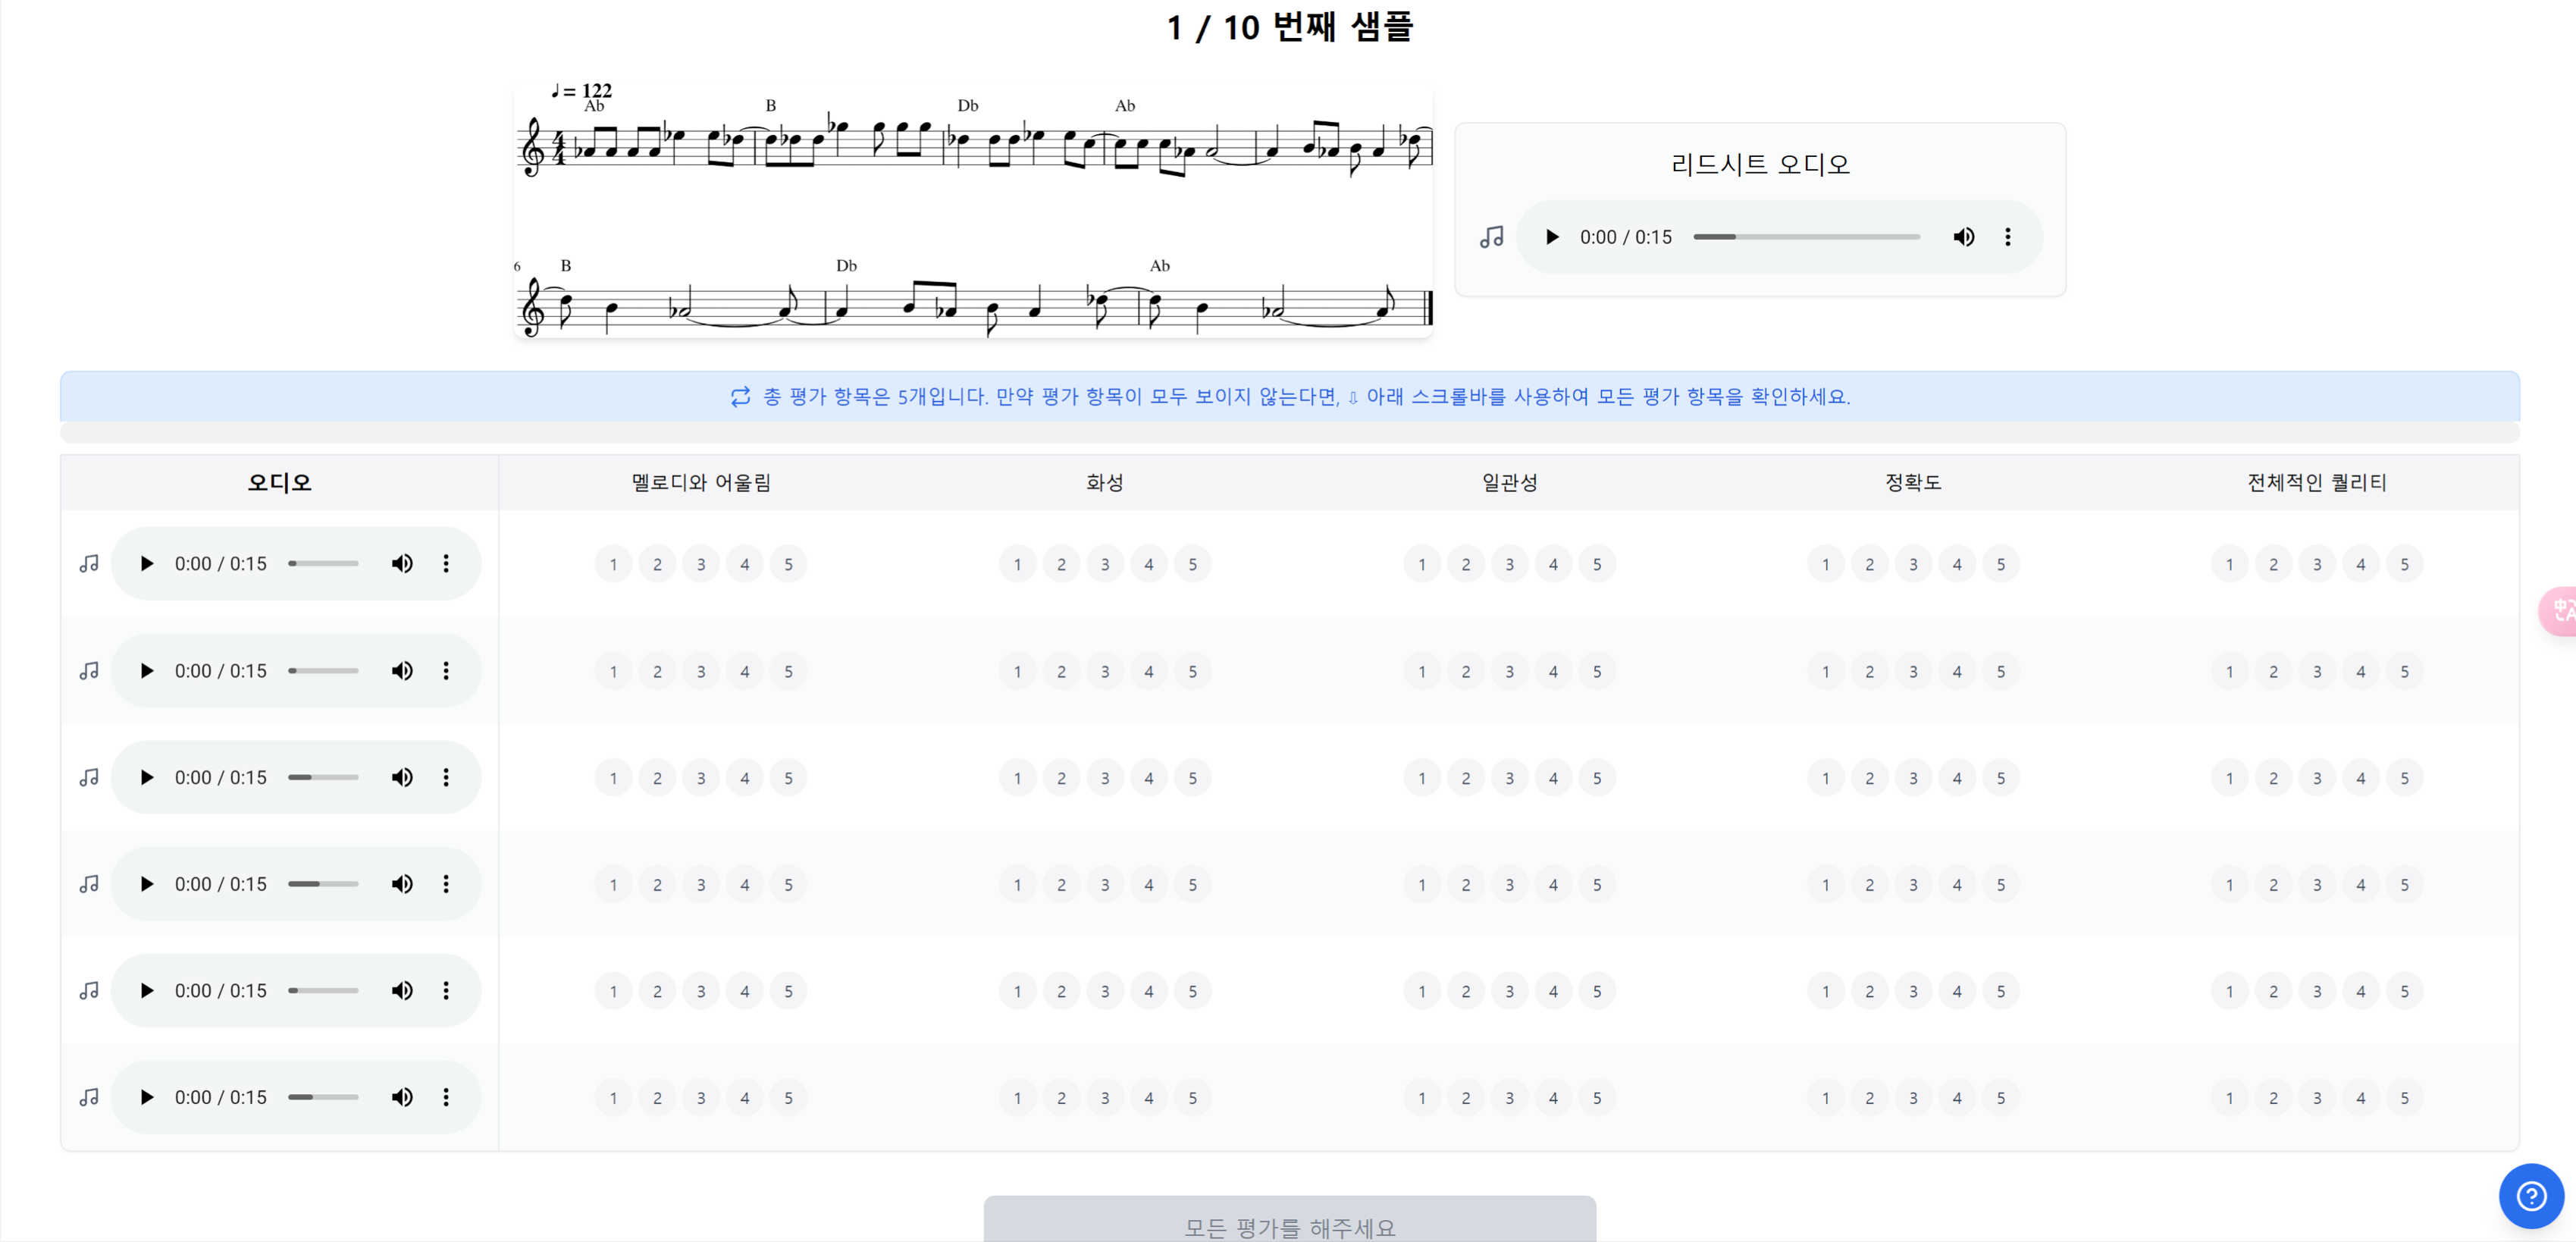 1 / 10 번째 샘플
♩= 122
Ab B Db Ab
4
4
리드시트 오디오
0:00 / 0:15
6 B Db Ab
총 평가 항목은 5개입니다. 만약 평가 항목이 모두 보이지 않는다면, ⇩ 아래 스크롤바를 사용하여 모든 평가 항목을 확인하세요.
오디오 멜로디와 어울림 화성 일관성 정확도 전체적인 퀄리티
0:00 / 0:15 1 2 3 4 5 1 2 3 4 5 1 2 3 4 5 1 2 3 4 5 1 2 3 4 5
0:00 / 0:15 1 2 3 4 5 1 2 3 4 5 1 2 3 4 5 1 2 3 4 5 1 2 3 4 5
0:00 / 0:15 1 2 3 4 5 1 2 3 4 5 1 2 3 4 5 1 2 3 4 5 1 2 3 4 5
0:00 / 0:15 1 2 3 4 5 1 2 3 4 5 1 2 3 4 5 1 2 3 4 5 1 2 3 4 5
0:00 / 0:15 1 2 3 4 5 1 2 3 4 5 1 2 3 4 5 1 2 3 4 5 1 2 3 4 5
0:00 / 0:15 1 2 3 4 5 1 2 3 4 5 1 2 3 4 5 1 2 3 4 5 1 2 3 4 5
모든 평가를 해주세요